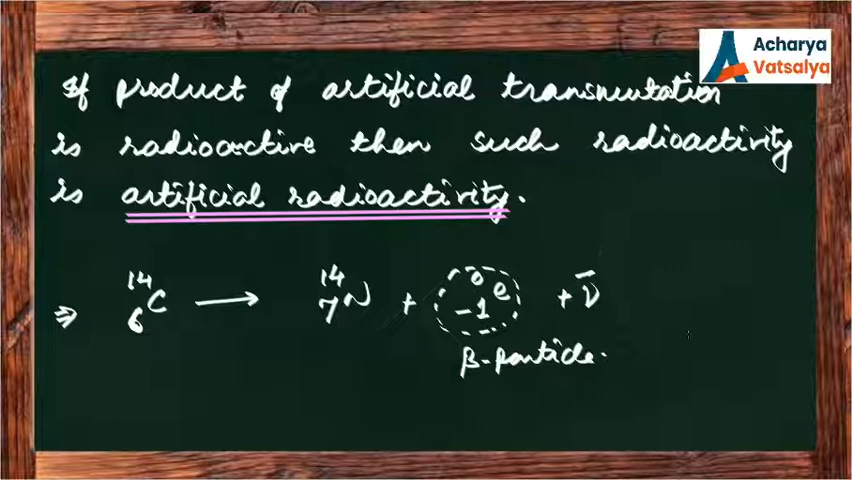 Acharya
Vatsalya
If product of artificial transmutation
is radioactive then such radioactivity
is artificial radioactivity.
⇒ ¹⁴₆C ⟶ ¹⁴₇N + ⁰₋₁e + ν̄
β-particle.